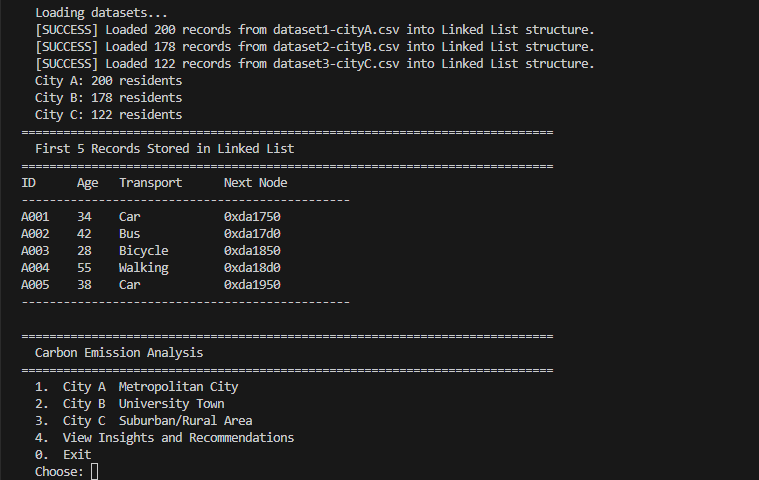 Loading datasets...
[SUCCESS] Loaded 200 records from dataset1-cityA.csv into Linked List structure.
[SUCCESS] Loaded 178 records from dataset2-cityB.csv into Linked List structure.
[SUCCESS] Loaded 122 records from dataset3-cityC.csv into Linked List structure.
City A: 200 residents
City B: 178 residents
City C: 122 residents
============================================================================
First 5 Records Stored in Linked List
============================================================================
ID      Age   Transport      Next Node
-----------------------------------------------
A001    34    Car            0xda1750
A002    42    Bus            0xda17d0
A003    28    Bicycle        0xda1850
A004    55    Walking        0xda18d0
A005    38    Car            0xda1950
-----------------------------------------------
============================================================================
Carbon Emission Analysis
============================================================================
1.  City A  Metropolitan City
2.  City B  University Town
3.  City C  Suburban/Rural Area
4.  View Insights and Recommendations
0.  Exit
Choose: